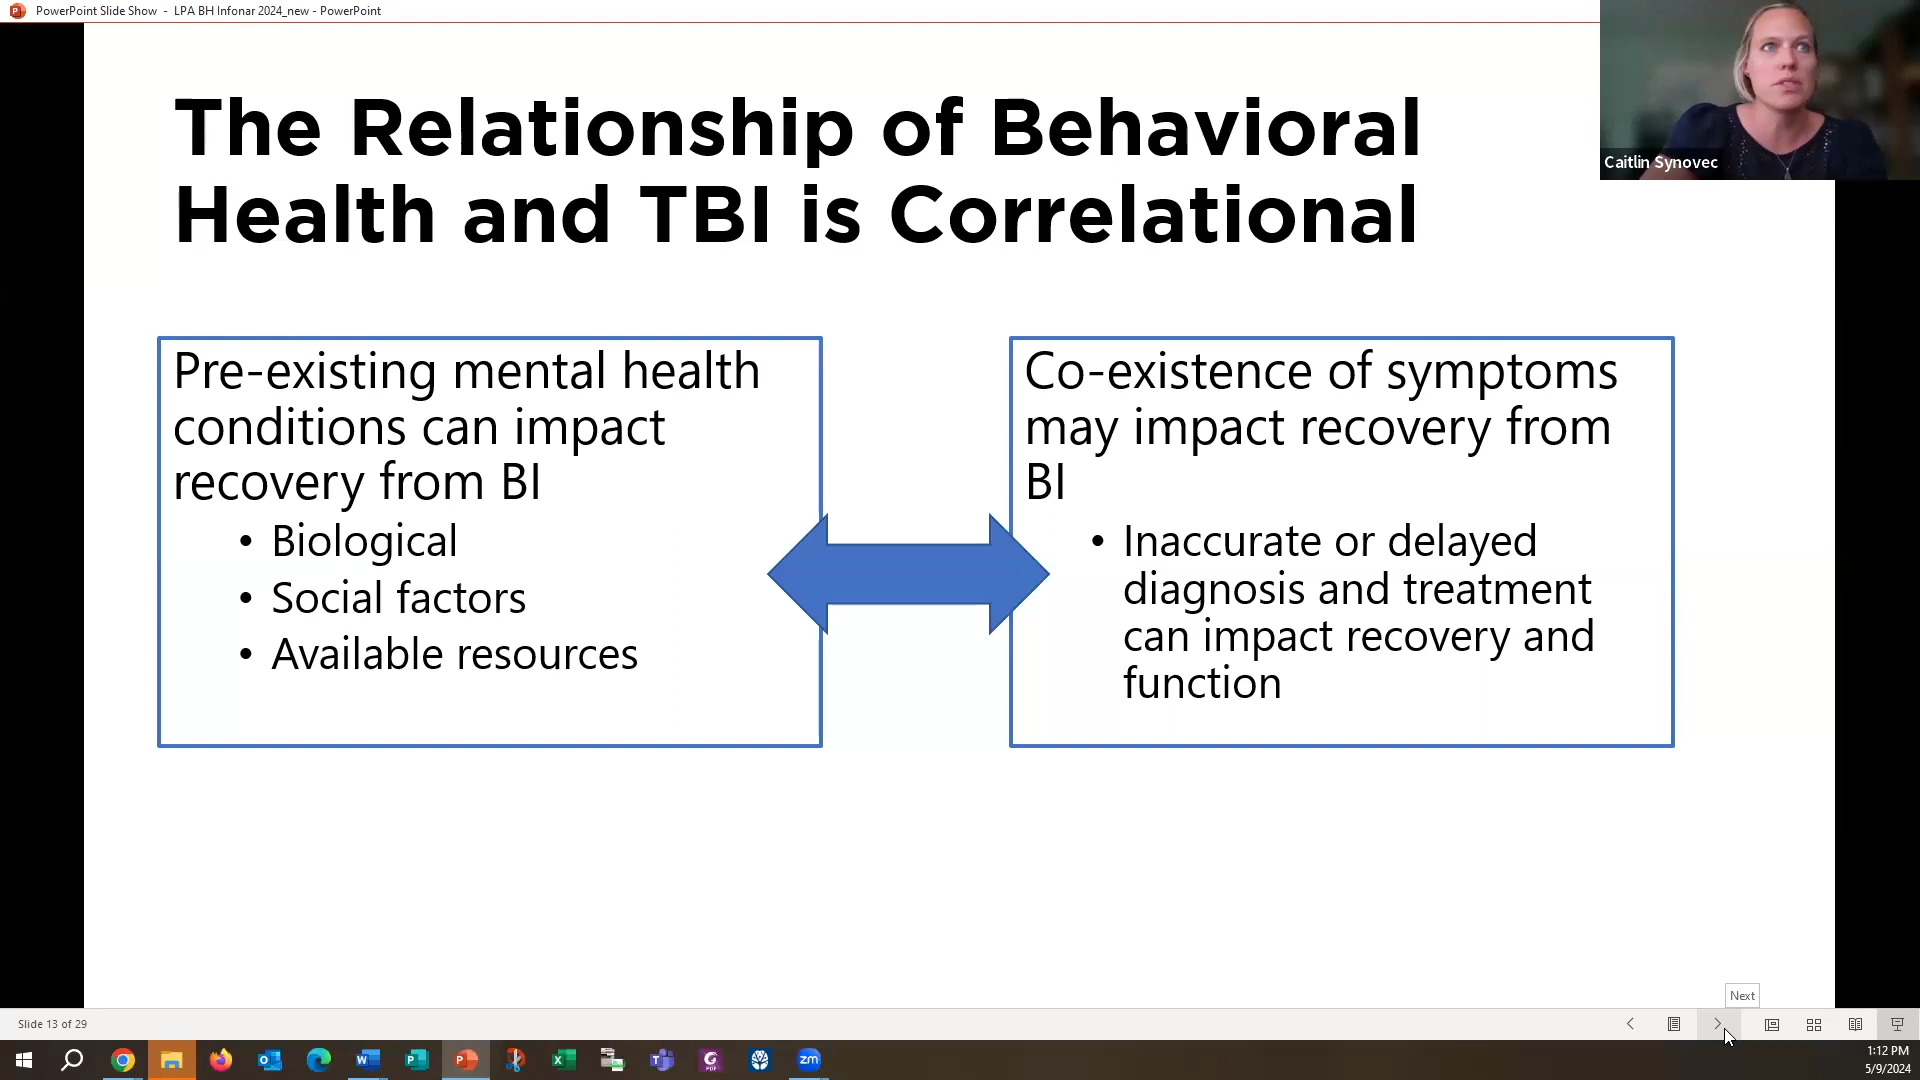 PowerPoint Slide Show - LPA BH Infonar 2024_new - PowerPoint
Caitlin Synovec
The Relationship of Behavioral
Health and TBI is Correlational
Pre-existing mental health
conditions can impact
recovery from BI
• Biological
• Social factors
• Available resources
Co-existence of symptoms
may impact recovery from
BI
• Inaccurate or delayed
diagnosis and treatment
can impact recovery and
function
Next
Slide 13 of 29
zm
1:12 PM
5/9/2024